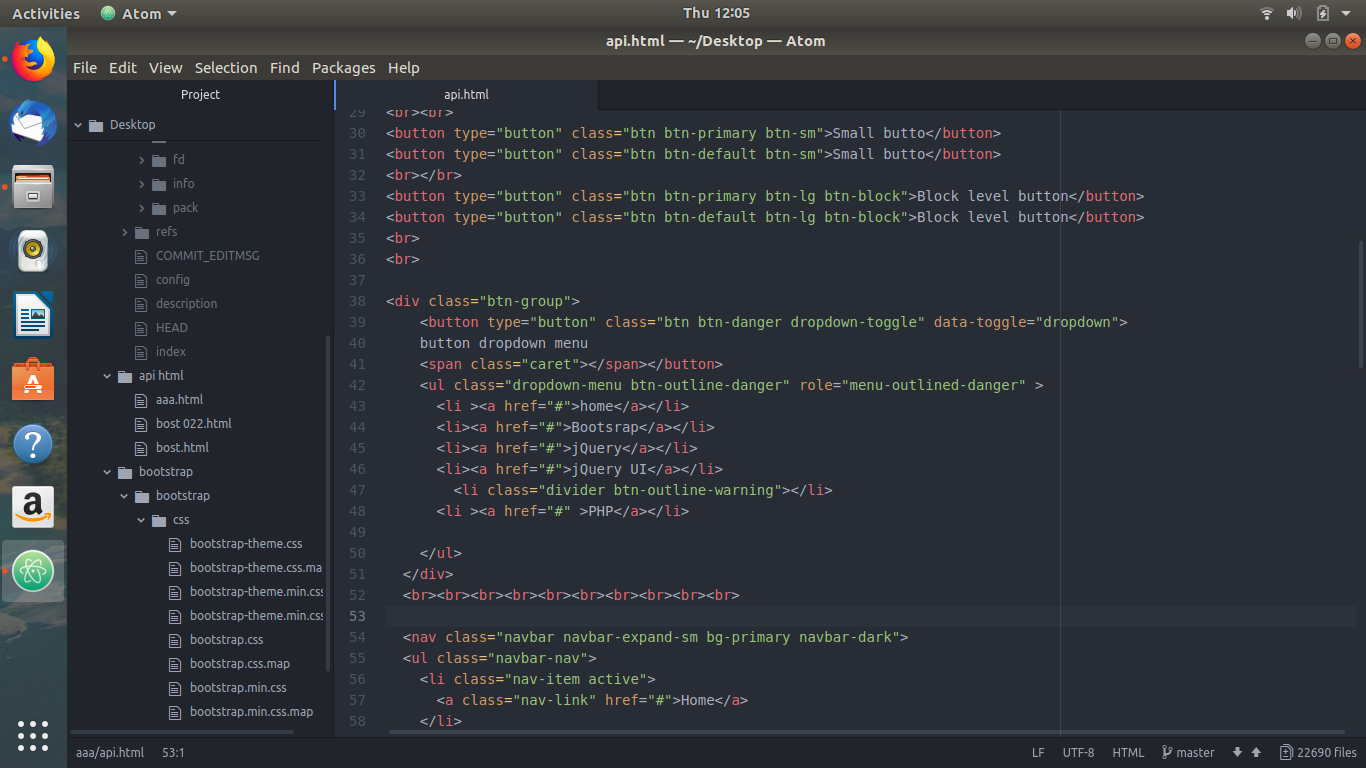 Activities Atom Thu 12:05
api.html — ~/Desktop — Atom
File Edit View Selection Find Packages Help
Project
Desktop
fd
info
pack
refs
COMMIT_EDITMSG
config
description
HEAD
index
api html
aaa.html
bost 022.html
bost.html
bootstrap
bootstrap
css
bootstrap-theme.css
bootstrap-theme.css.ma
bootstrap-theme.min.css
bootstrap-theme.min.css
bootstrap.css
bootstrap.css.map
bootstrap.min.css
bootstrap.min.css.map
api.html
29 <br><br>
30 <button type="button" class="btn btn-primary btn-sm">Small butto</button>
31 <button type="button" class="btn btn-default btn-sm">Small butto</button>
32 <br></br>
33 <button type="button" class="btn btn-primary btn-lg btn-block">Block level button</button>
34 <button type="button" class="btn btn-default btn-lg btn-block">Block level button</button>
35 <br>
36 <br>
37
38 <div class="btn-group">
39 <button type="button" class="btn btn-danger dropdown-toggle" data-toggle="dropdown">
40 button dropdown menu
41 <span class="caret"></span></button>
42 <ul class="dropdown-menu btn-outline-danger" role="menu-outlined-danger" >
43 <li ><a href="#">home</a></li>
44 <li><a href="#">Bootsrap</a></li>
45 <li><a href="#">jQuery</a></li>
46 <li><a href="#">jQuery UI</a></li>
47 <li class="divider btn-outline-warning"></li>
48 <li ><a href="#" >PHP</a></li>
49
50 </ul>
51 </div>
52 <br><br><br><br><br><br><br><br><br><br>
53
54 <nav class="navbar navbar-expand-sm bg-primary navbar-dark">
55 <ul class="navbar-nav">
56 <li class="nav-item active">
57 <a class="nav-link" href="#">Home</a>
58 </li>
aaa/api.html 53:1 LF UTF-8 HTML master 22690 files